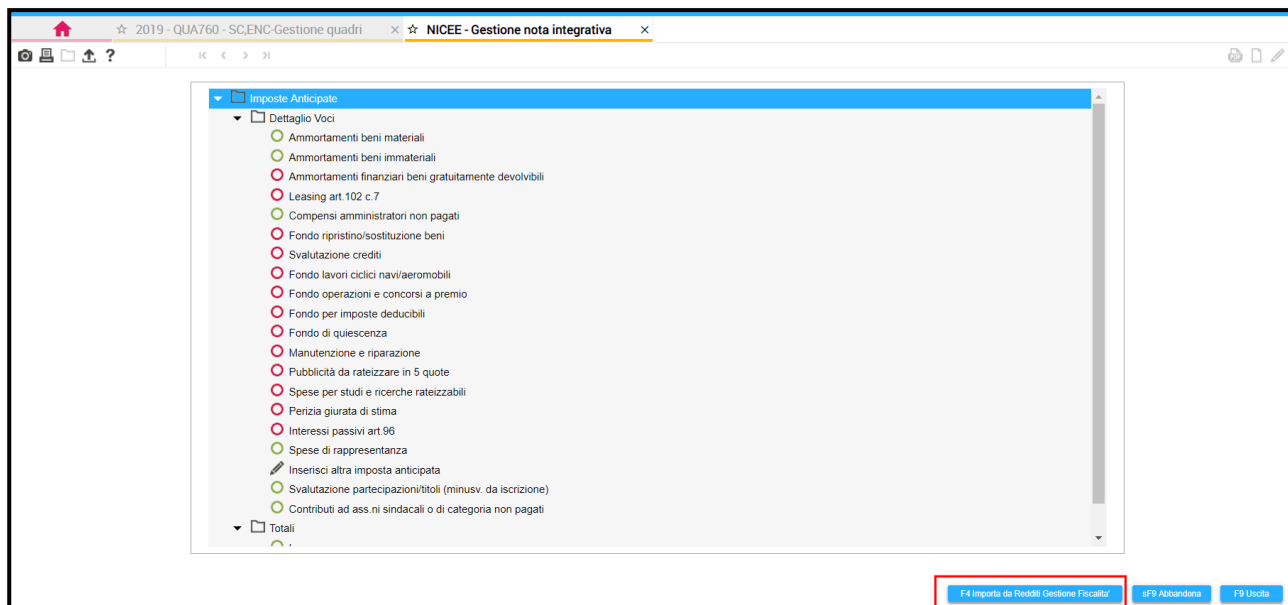 2019 - QUA760 - SC,ENC-Gestione quadri
NICEE - Gestione nota integrativa
?
Imposte Anticipate
Dettaglio Voci
Ammortamenti beni materiali
Ammortamenti beni immateriali
Ammortamenti finanziari beni gratuitamente devolvibili
Leasing art.102 c.7
Compensi amministratori non pagati
Fondo ripristino/sostituzione beni
Svalutazione crediti
Fondo lavori ciclici navi/aeromobili
Fondo operazioni e concorsi a premio
Fondo per imposte deducibili
Fondo di quiescenza
Manutenzione e riparazione
Pubblicità da rateizzare in 5 quote
Spese per studi e ricerche rateizzabili
Perizia giurata di stima
Interessi passivi art.96
Spese di rappresentanza
Inserisci altra imposta anticipata
Svalutazione partecipazioni/titoli (minusv. da iscrizione)
Contributi ad ass.ni sindacali o di categoria non pagati
Totali
F4 Importa da Redditi Gestione Fiscalita'
sF9 Abbandona
F9 Uscita